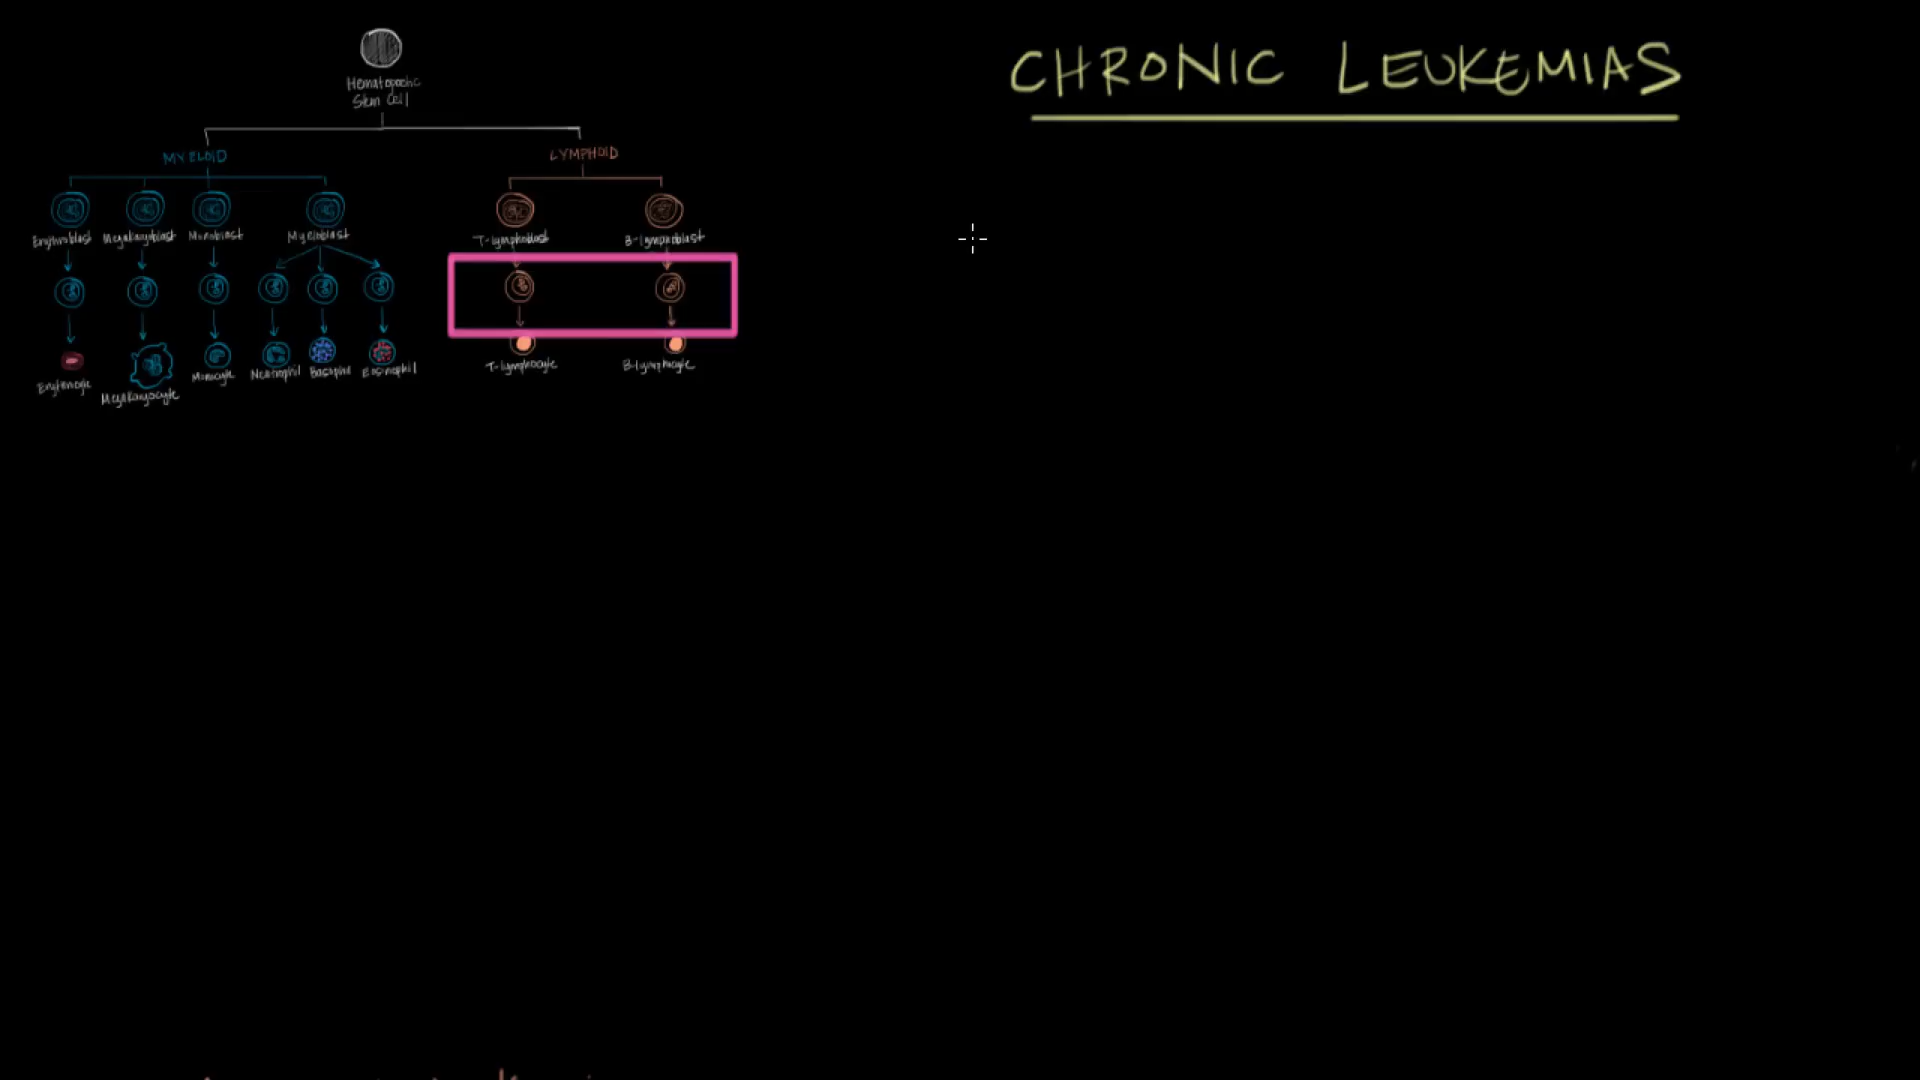 CHRONIC LEUKEMIAS
Hematopoetic
Stem Cell
MYELOID
LYMPHOID
Erythroblast
Megakaryoblast
Monoblast
Myeloblast
T-lymphoblast
B-lymphoblast
Erythrocyte
Megakaryocyte
Monocyte
Neutrophil
Basophil
Eosinophil
T-lymphocyte
B-lymphocyte